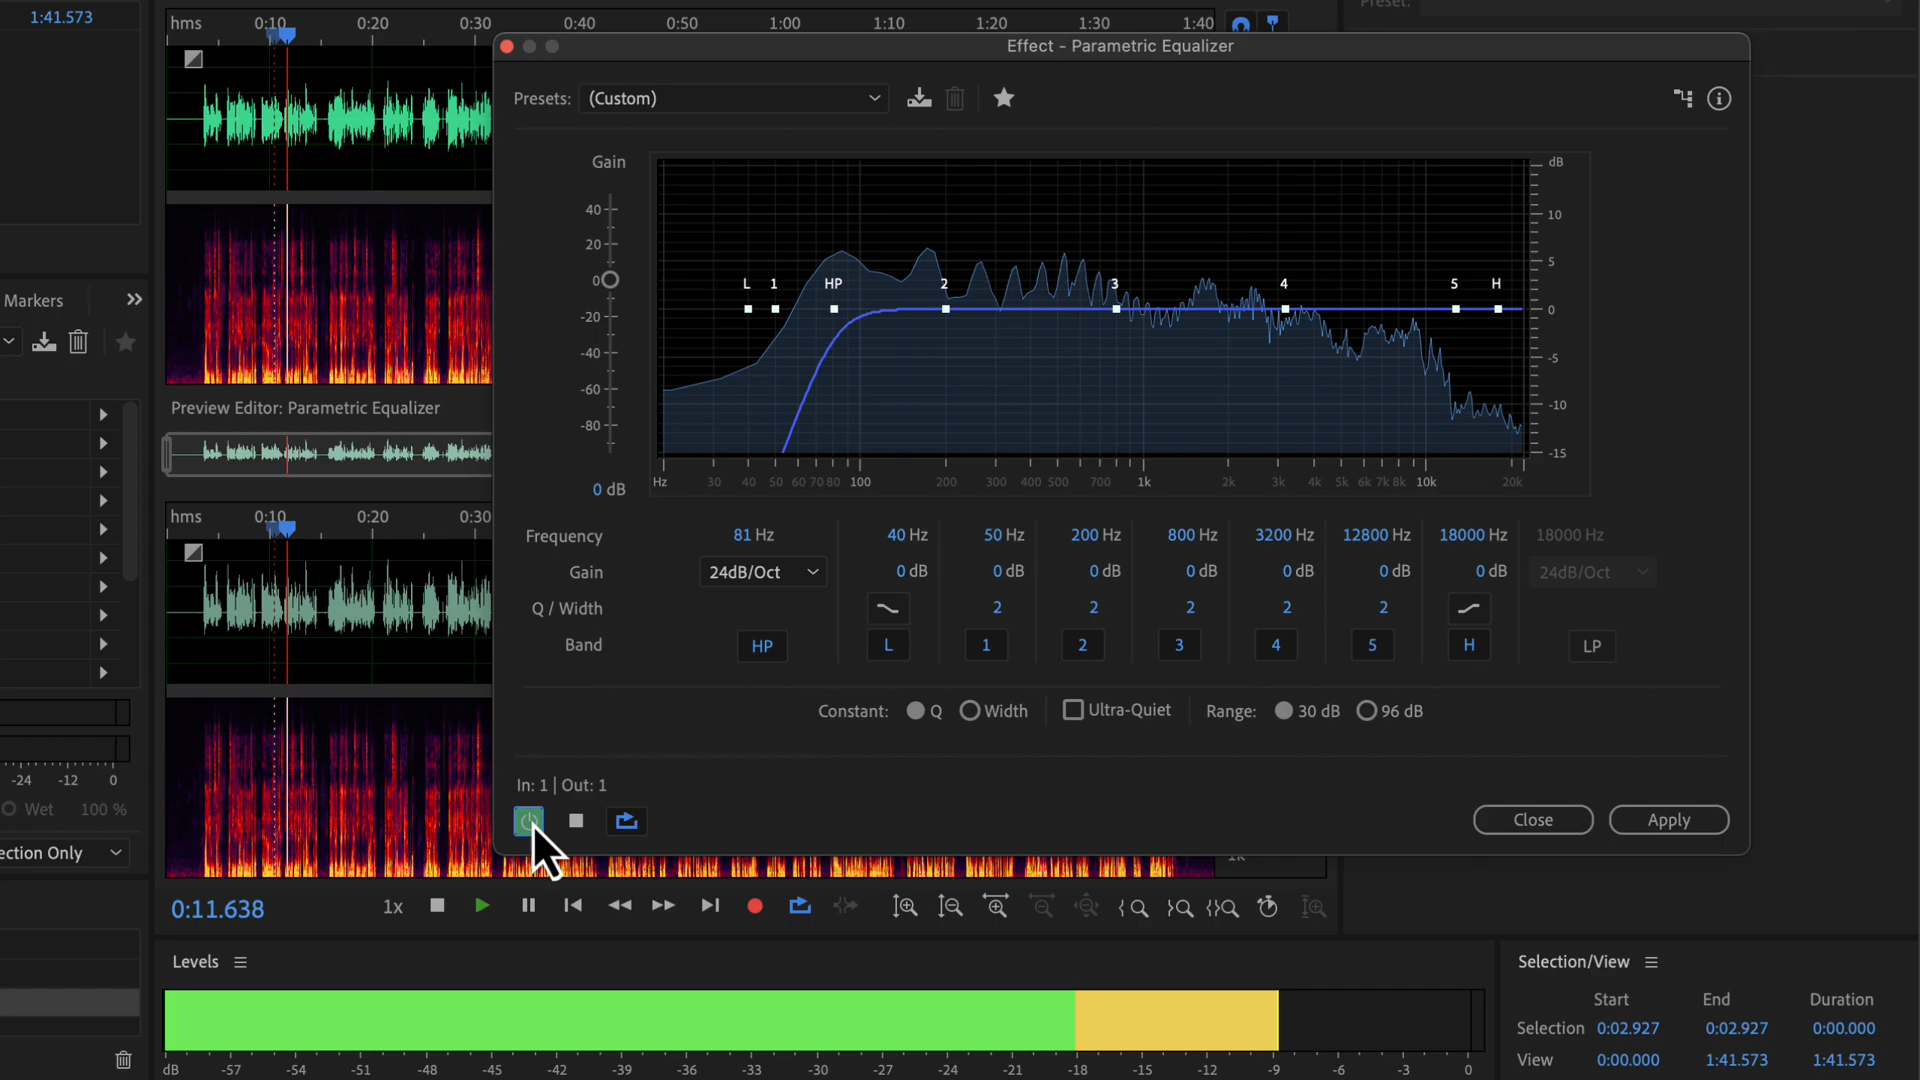 1:41.573
hms 0:10 0:20 0:30 0:40 0:50 1:00 1:10 1:20 1:30 1:40
Preset:
Effect - Parametric Equalizer
Presets: (Custom)
Gain
40
20
0
-20
-40
-60
-80
0 dB
L 1 HP 2 3 4 5 H
dB
10
5
0
-5
-10
-15
Hz 30 40 50 60 70 80 100 200 300 400 500 700 1k 2k 3k 4k 5k 6k 7k 8k 10k 20k
Frequency 81 Hz 40 Hz 50 Hz 200 Hz 800 Hz 3200 Hz 12800 Hz 18000 Hz 18000 Hz
Gain 24dB/Oct 0 dB 0 dB 0 dB 0 dB 0 dB 0 dB 0 dB 24dB/Oct
Q / Width 2 2 2 2 2
Band HP L 1 2 3 4 5 H LP
Constant: Q Width Ultra-Quiet Range: 30 dB 96 dB
In: 1 | Out: 1
Close Apply
Markers
Preview Editor: Parametric Equalizer
hms 0:10 0:20 0:30
-24 -12 0
Wet 100 %
ection Only
1k
0:11.638 1x
Levels
dB -57 -54 -51 -48 -45 -42 -39 -36 -33 -30 -27 -24 -21 -18 -15 -12 -9 -6 -3 0
Selection/View
Start End Duration
Selection 0:02.927 0:02.927 0:00.000
View 0:00.000 1:41.573 1:41.573